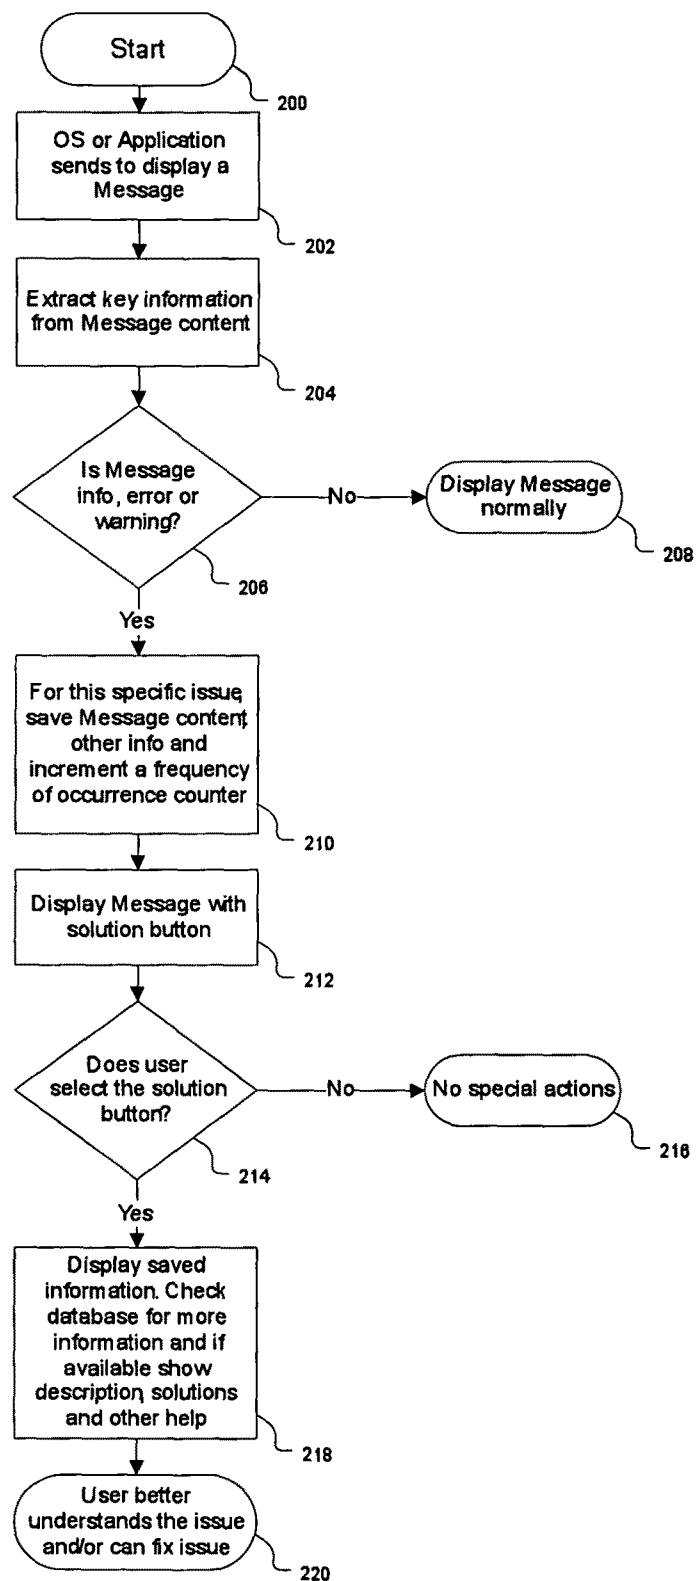 Start
200
OS or Application
sends to display a
Message
202
Extract key information
from Message content
204
Is Message
info, error or
warning?
206
No
Display Message
normally
208
Yes
For this specific issue,
save Message content,
other info and
increment a frequency
of occurrence counter
210
Display Message with
solution button
212
Does user
select the solution
button?
214
No
No special actions
216
Yes
Display saved
information. Check
database for more
information and if
available show
description, solutions
and other help
218
User better
understands the issue
and/or can fix issue
220